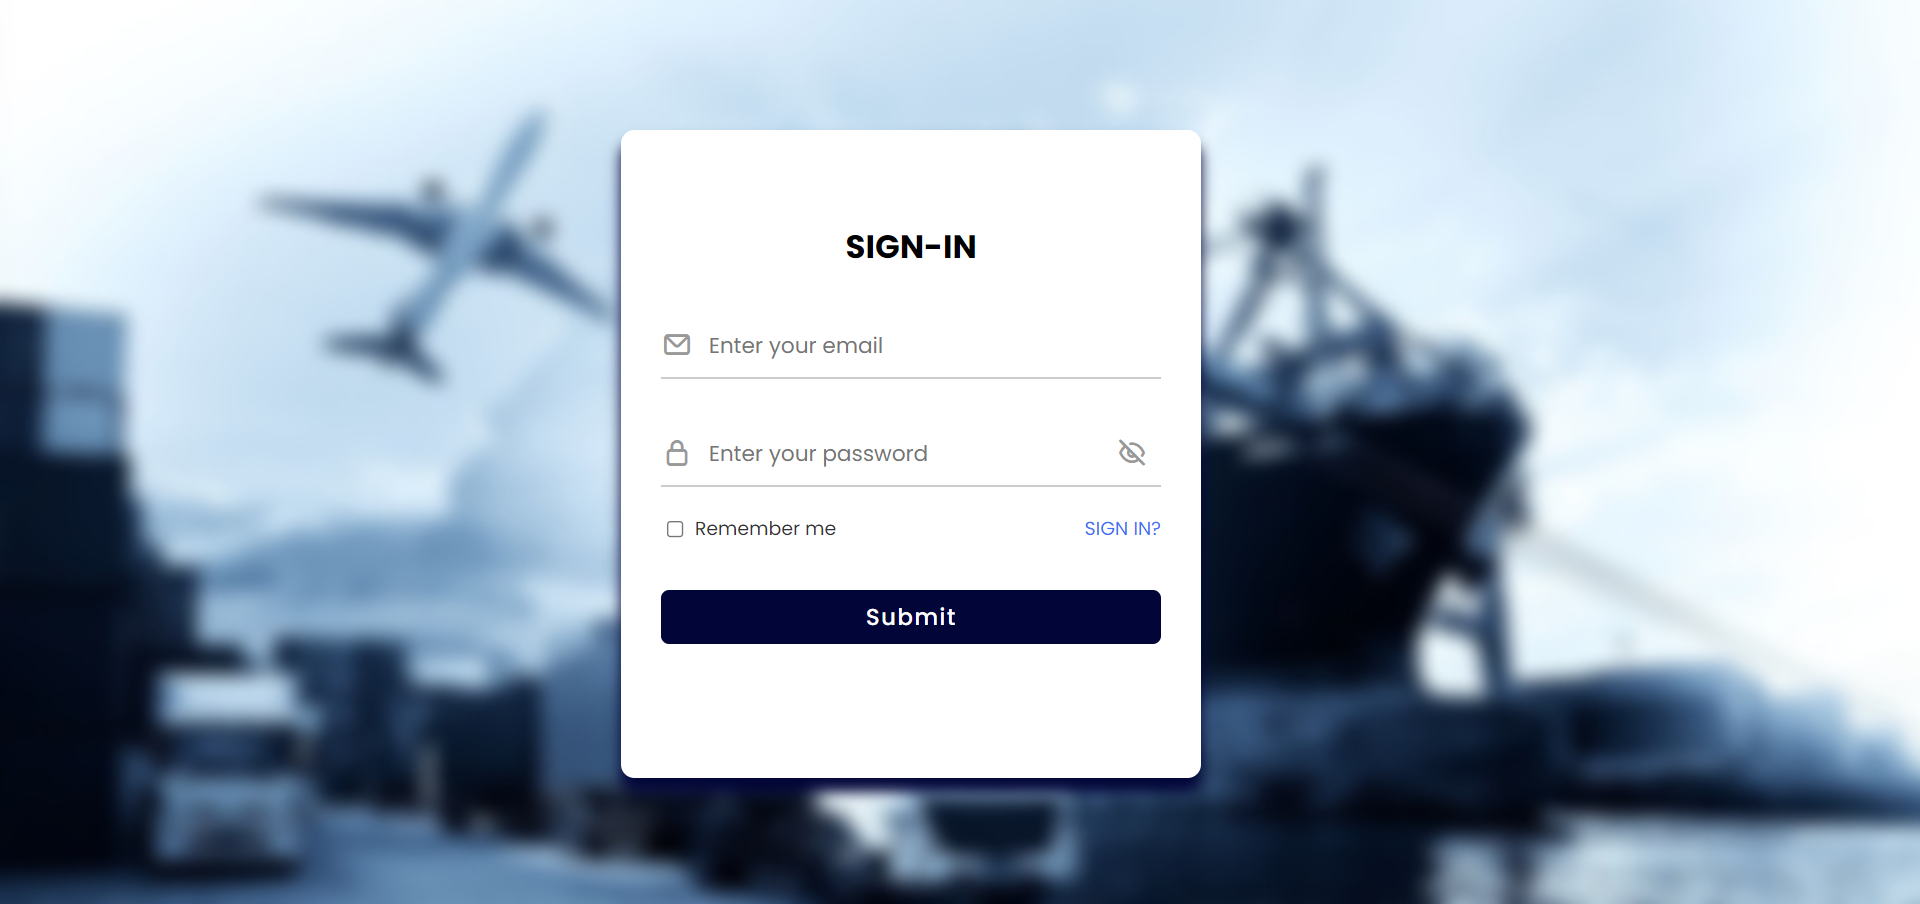 SIGN-IN
Enter your email
Enter your password
Remember me SIGN IN?
Submit